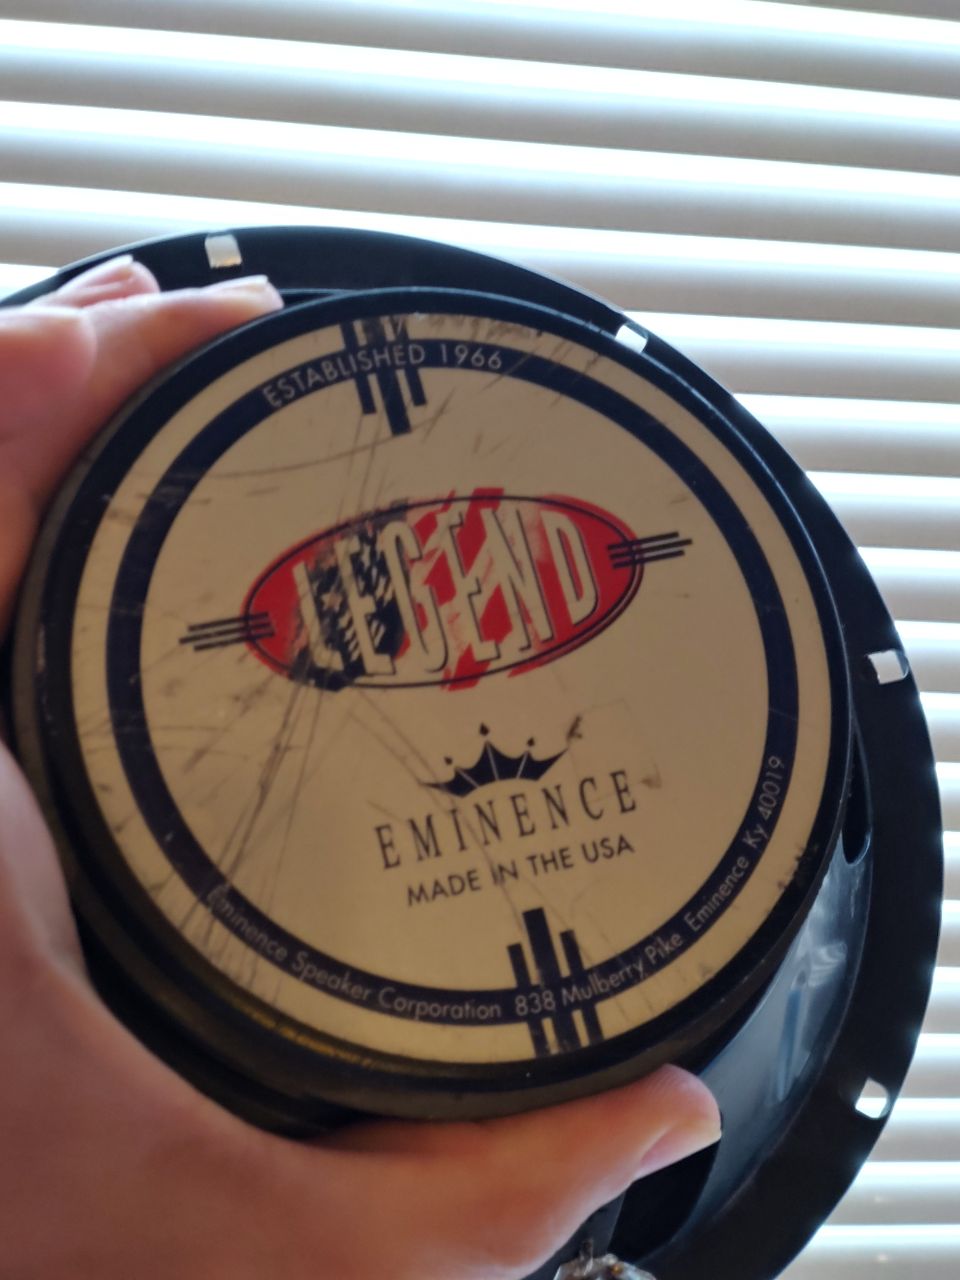 ESTABLISHED 1966
LEGEND
EMINENCE
MADE IN THE USA
Eminence Speaker Corporation 838 Mulberry Pike Eminence Ky 40019